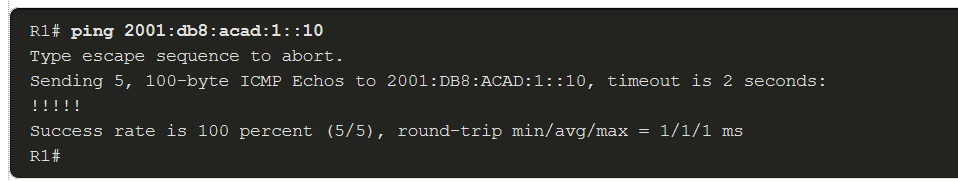 R1# ping 2001:db8:acad:1::10
Type escape sequence to abort.
Sending 5, 100-byte ICMP Echos to 2001:DB8:ACAD:1::10, timeout is 2 seconds:
!!!!!
Success rate is 100 percent (5/5), round-trip min/avg/max = 1/1/1 ms
R1#